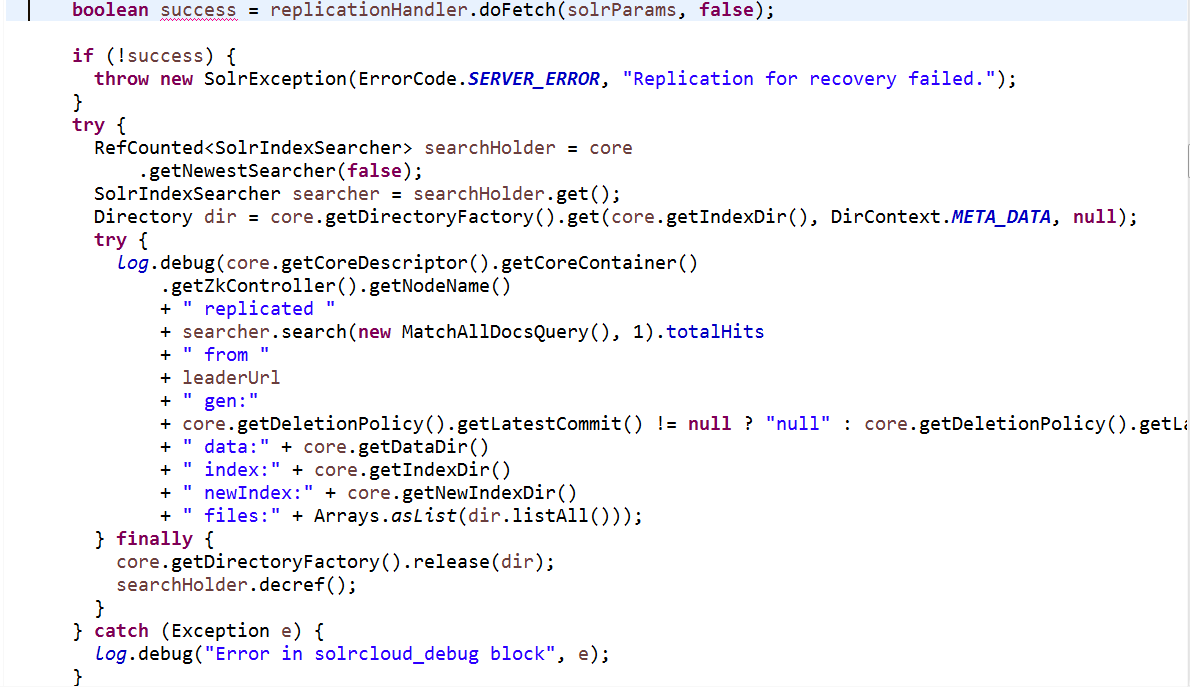 boolean success = replicationHandler.doFetch(solrParams, false);
if (!success) {
throw new SolrException(ErrorCode.SERVER_ERROR, "Replication for recovery failed.");
}
try {
RefCounted<SolrIndexSearcher> searchHolder = core
.getNewestSearcher(false);
SolrIndexSearcher searcher = searchHolder.get();
Directory dir = core.getDirectoryFactory().get(core.getIndexDir(), DirContext.META_DATA, null);
try {
log.debug(core.getCoreDescriptor().getCoreContainer()
.getZkController().getNodeName()
+ " replicated "
+ searcher.search(new MatchAllDocsQuery(), 1).totalHits
+ " from "
+ leaderUrl
+ " gen:"
+ core.getDeletionPolicy().getLatestCommit() != null ? "null" : core.getDeletionPolicy().getLa
+ " data:" + core.getDataDir()
+ " index:" + core.getIndexDir()
+ " newIndex:" + core.getNewIndexDir()
+ " files:" + Arrays.asList(dir.listAll()));
} finally {
core.getDirectoryFactory().release(dir);
searchHolder.decref();
}
} catch (Exception e) {
log.debug("Error in solrcloud_debug block", e);
}